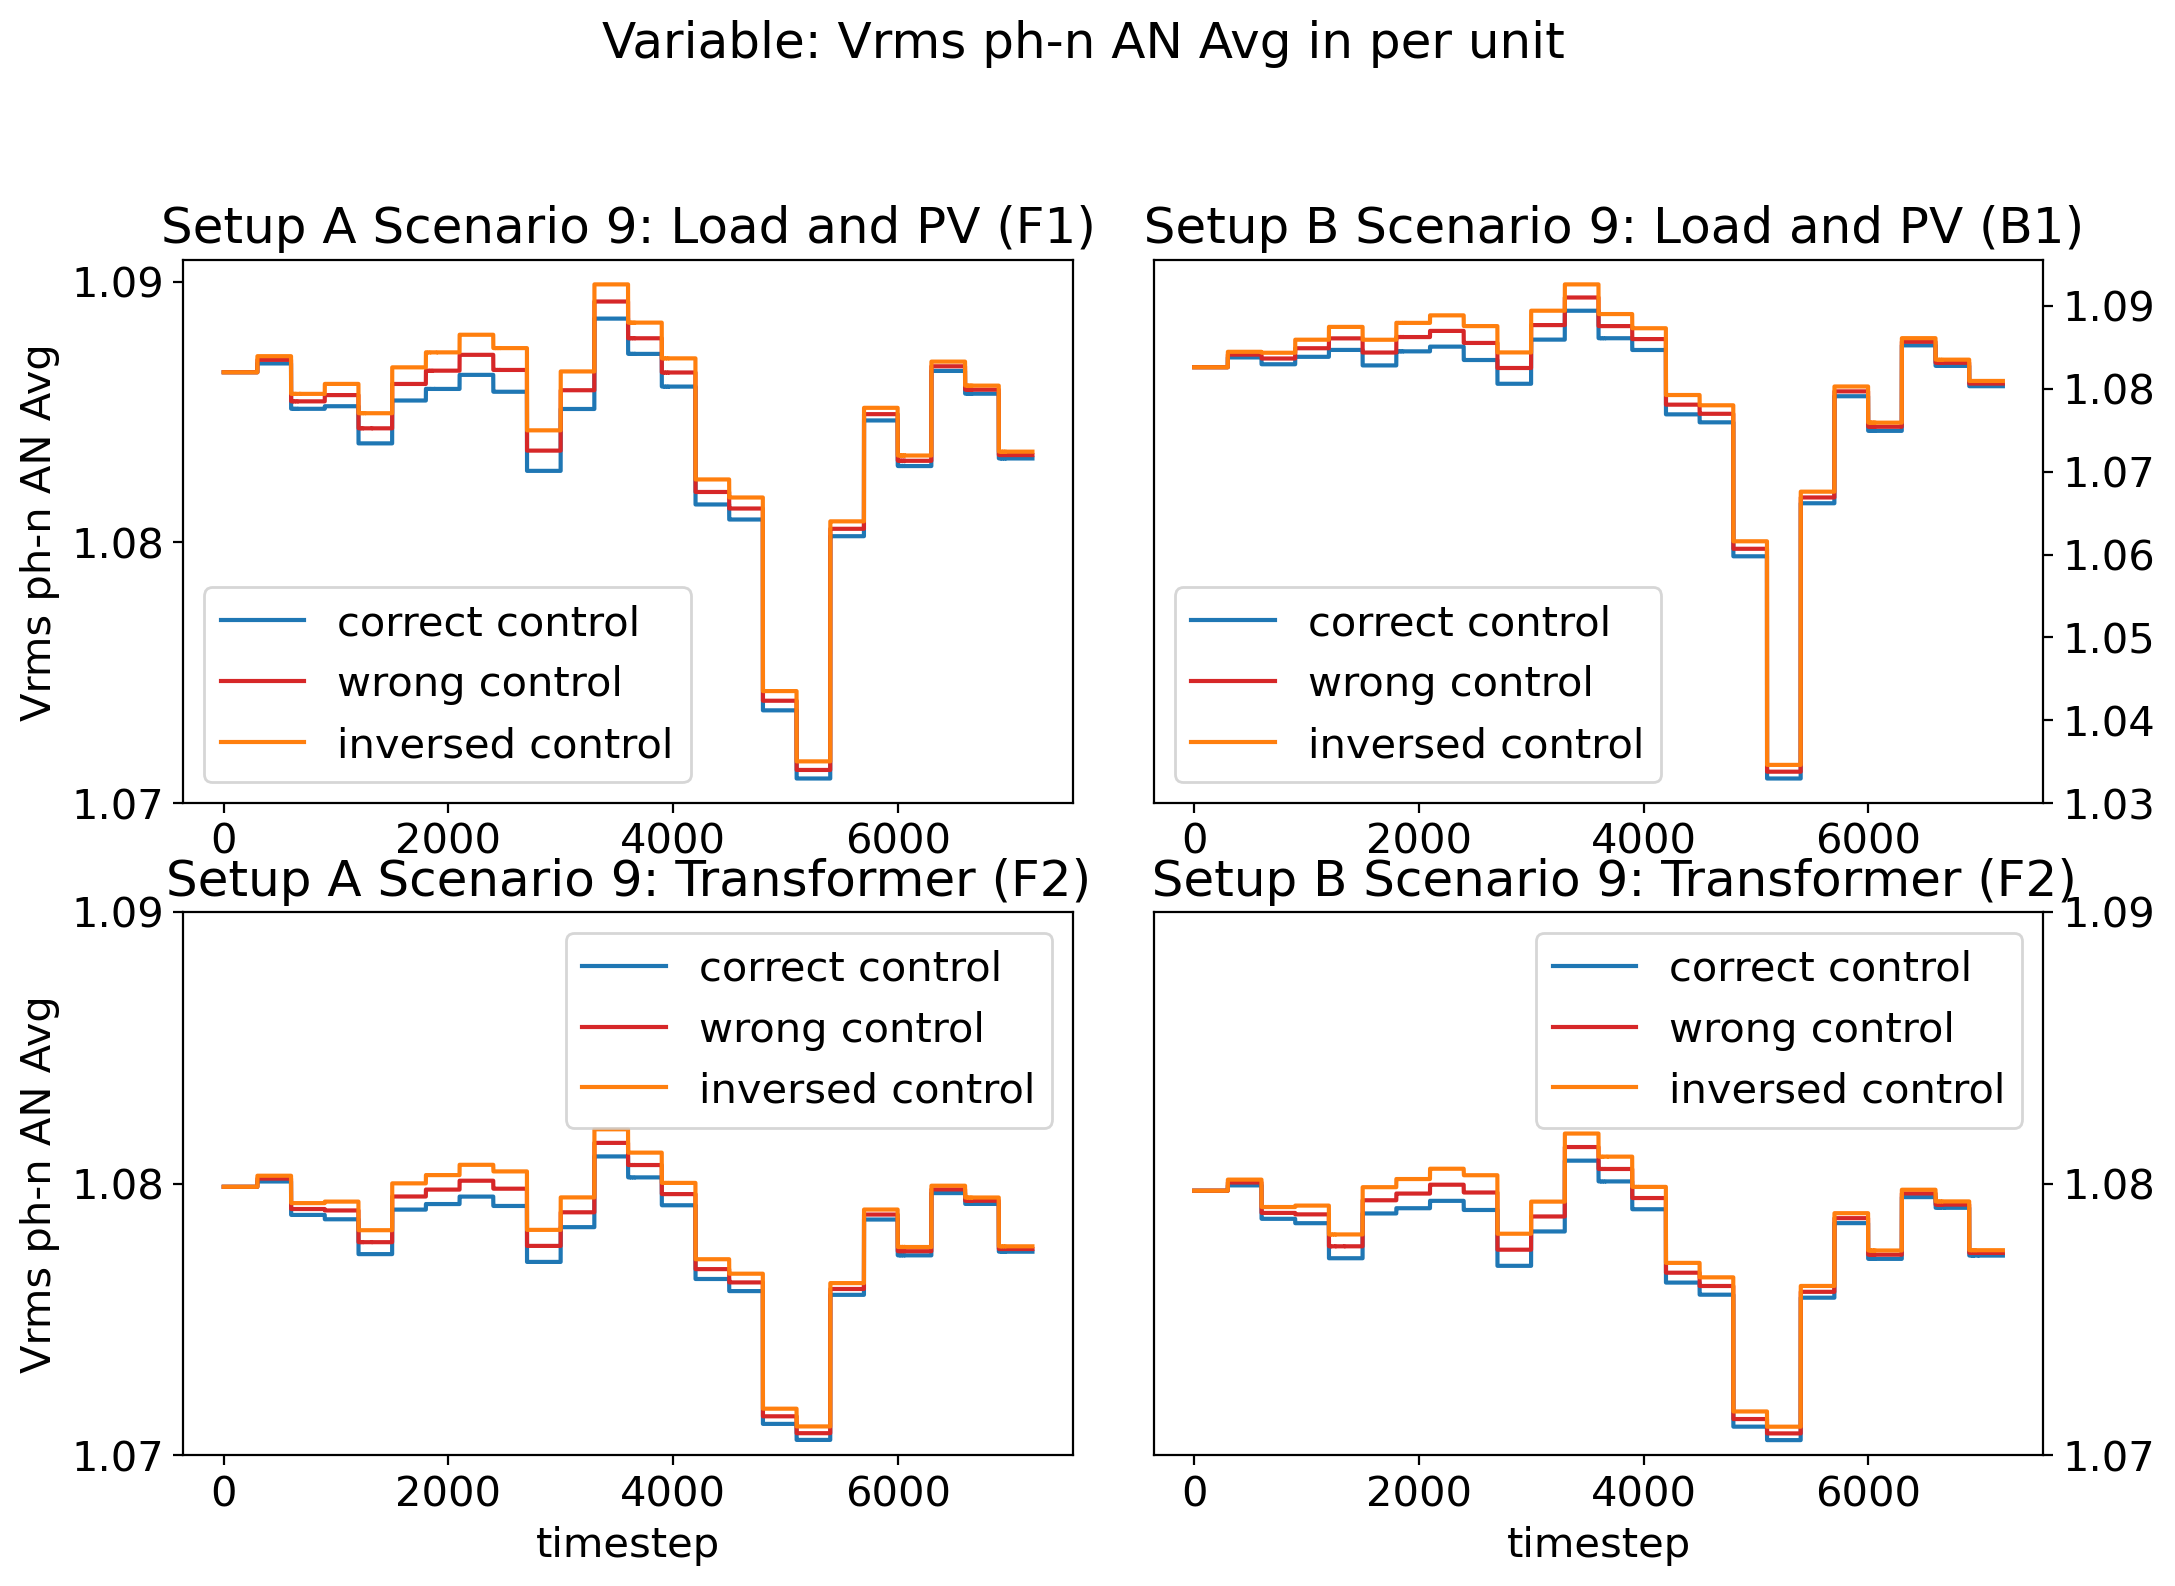 Variable: Vrms ph-n AN Avg in per unit
Setup A Scenario 9: Load and PV (F1)
Vrms ph-n AN Avg
1.09
1.08
1.07
correct control
wrong control
inversed control
0 2000 4000 6000
Setup B Scenario 9: Load and PV (B1)
1.09
1.08
1.07
1.06
1.05
1.04
1.03
correct control
wrong control
inversed control
0 2000 4000 6000
Setup A Scenario 9: Transformer (F2)
Vrms ph-n AN Avg
1.09
1.08
1.07
correct control
wrong control
inversed control
0 2000 4000 6000
timestep
Setup B Scenario 9: Transformer (F2)
1.09
1.08
1.07
correct control
wrong control
inversed control
0 2000 4000 6000
timestep